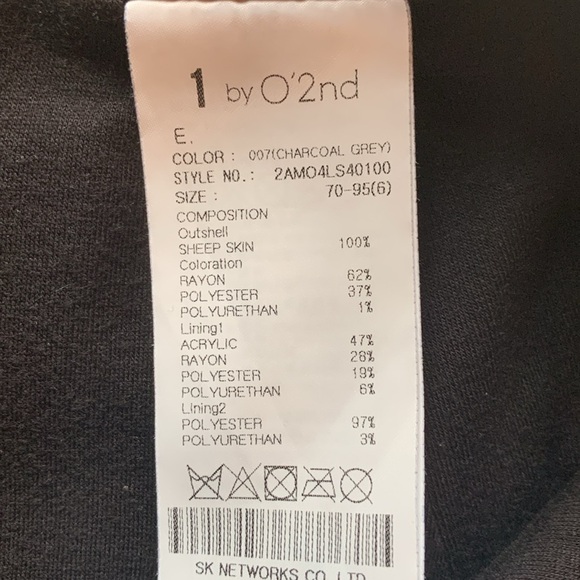 1 by O'2nd
E.
COLOR : 007(CHARCOAL GREY)
STYLE NO.: 2AMO4LS40100
SIZE : 70-95(6)
COMPOSITION
Outshell
SHEEP SKIN 100%
Coloration
RAYON 62%
POLYESTER 37%
POLYURETHAN 1%
Lining1
ACRYLIC 47%
RAYON 28%
POLYESTER 19%
POLYURETHAN 6%
Lining2
POLYESTER 97%
POLYURETHAN 3%
SK NETWORKS CO.,LTD